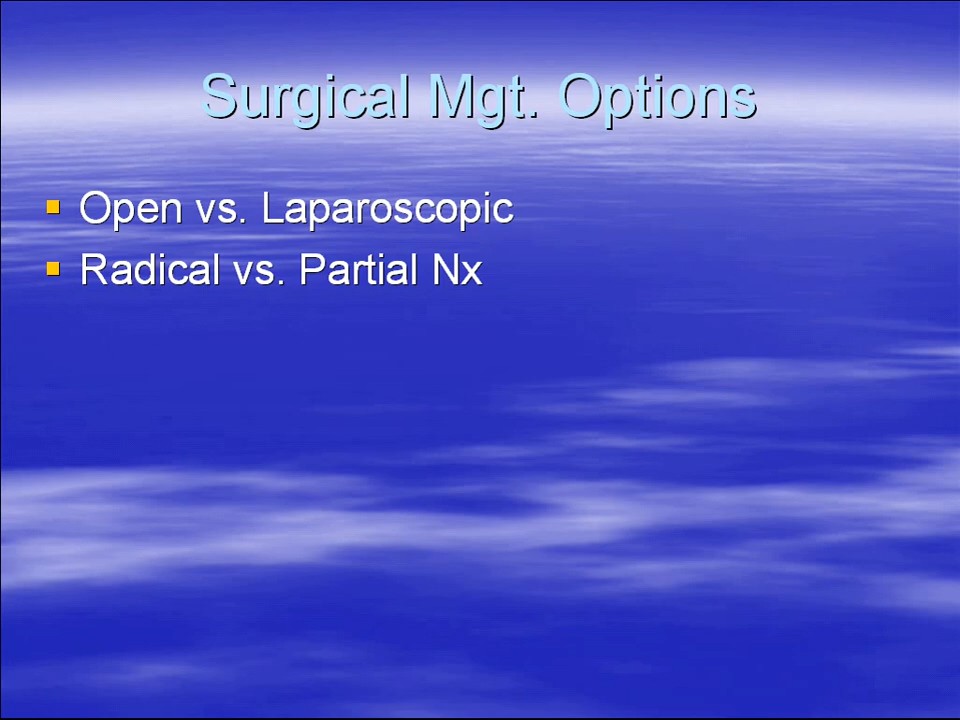 Surgical Mgt. Options
Open vs. Laparoscopic
Radical vs. Partial Nx